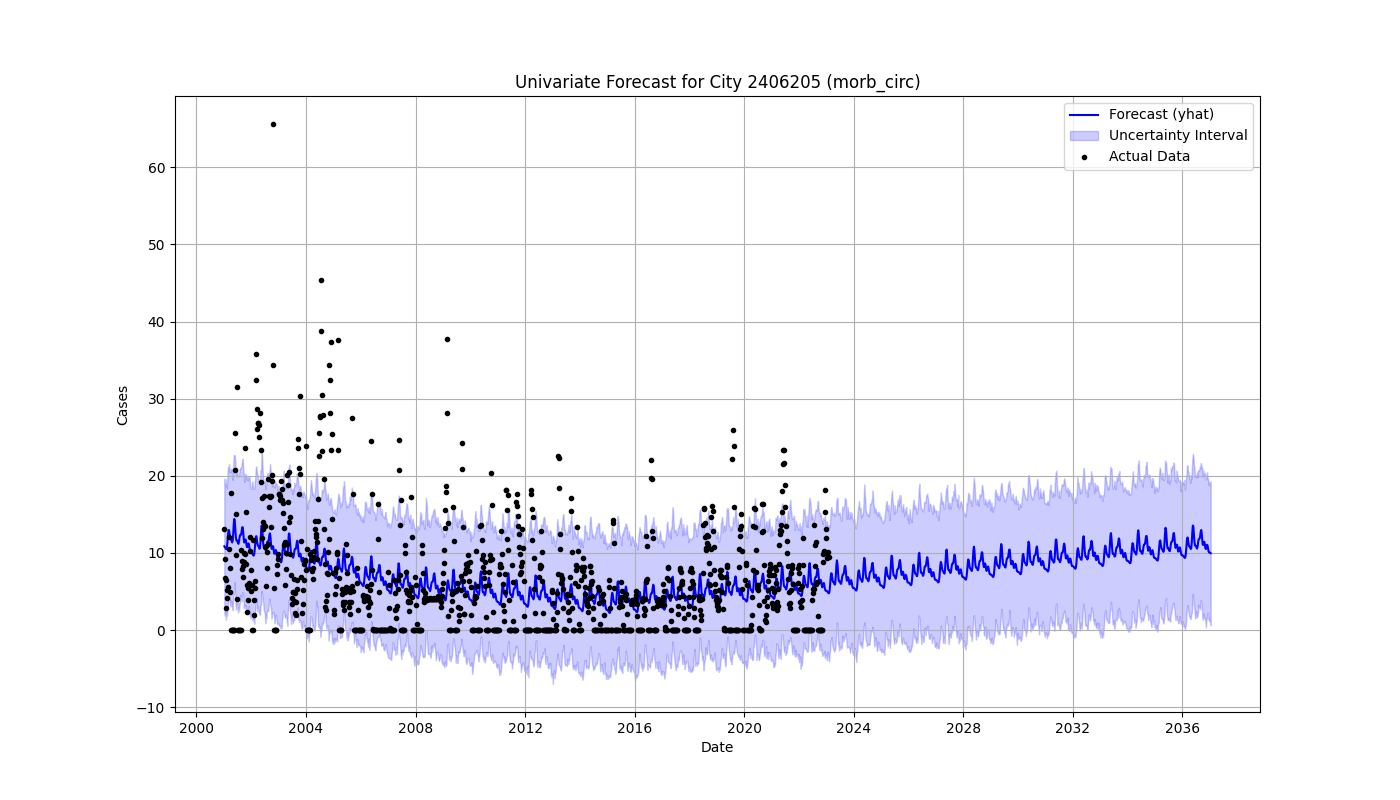 Univariate Forecast for City 2406205 (morb_circ)
Forecast (yhat)
Uncertainty Interval
Actual Data
Cases
60
50
40
30
20
10
0
−10
2000 2004 2008 2012 2016 2020 2024 2028 2032 2036
Date